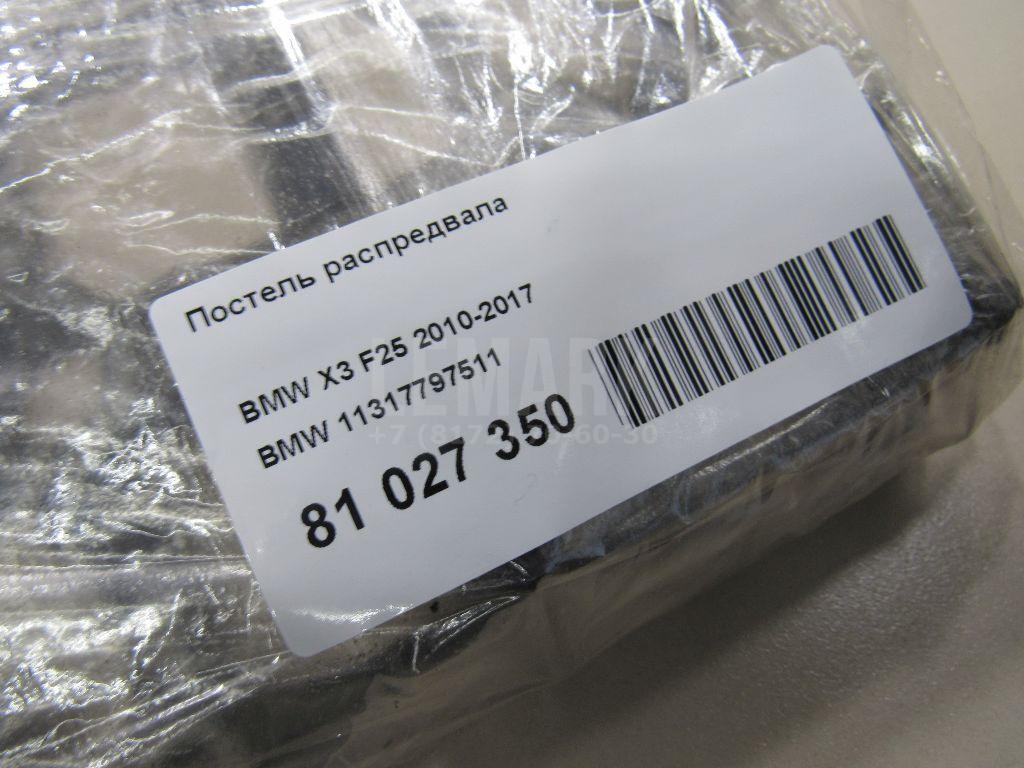 Постель распредвала
BMW X3 F25 2010-2017
BMW 11317797511
81 027 350